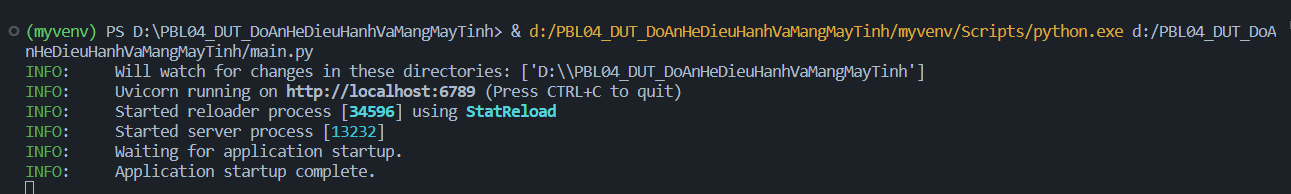 (myvenv) PS D:\PBL04_DUT_DoAnHeDieuHanhVaMangMayTinh> & d:/PBL04_DUT_DoAnHeDieuHanhVaMangMayTinh/myvenv/Scripts/python.exe d:/PBL04_DUT_DoA
nHeDieuHanhVaMangMayTinh/main.py
INFO:     Will watch for changes in these directories: ['D:\\PBL04_DUT_DoAnHeDieuHanhVaMangMayTinh']
INFO:     Uvicorn running on http://localhost:6789 (Press CTRL+C to quit)
INFO:     Started reloader process [34596] using StatReload
INFO:     Started server process [13232]
INFO:     Waiting for application startup.
INFO:     Application startup complete.